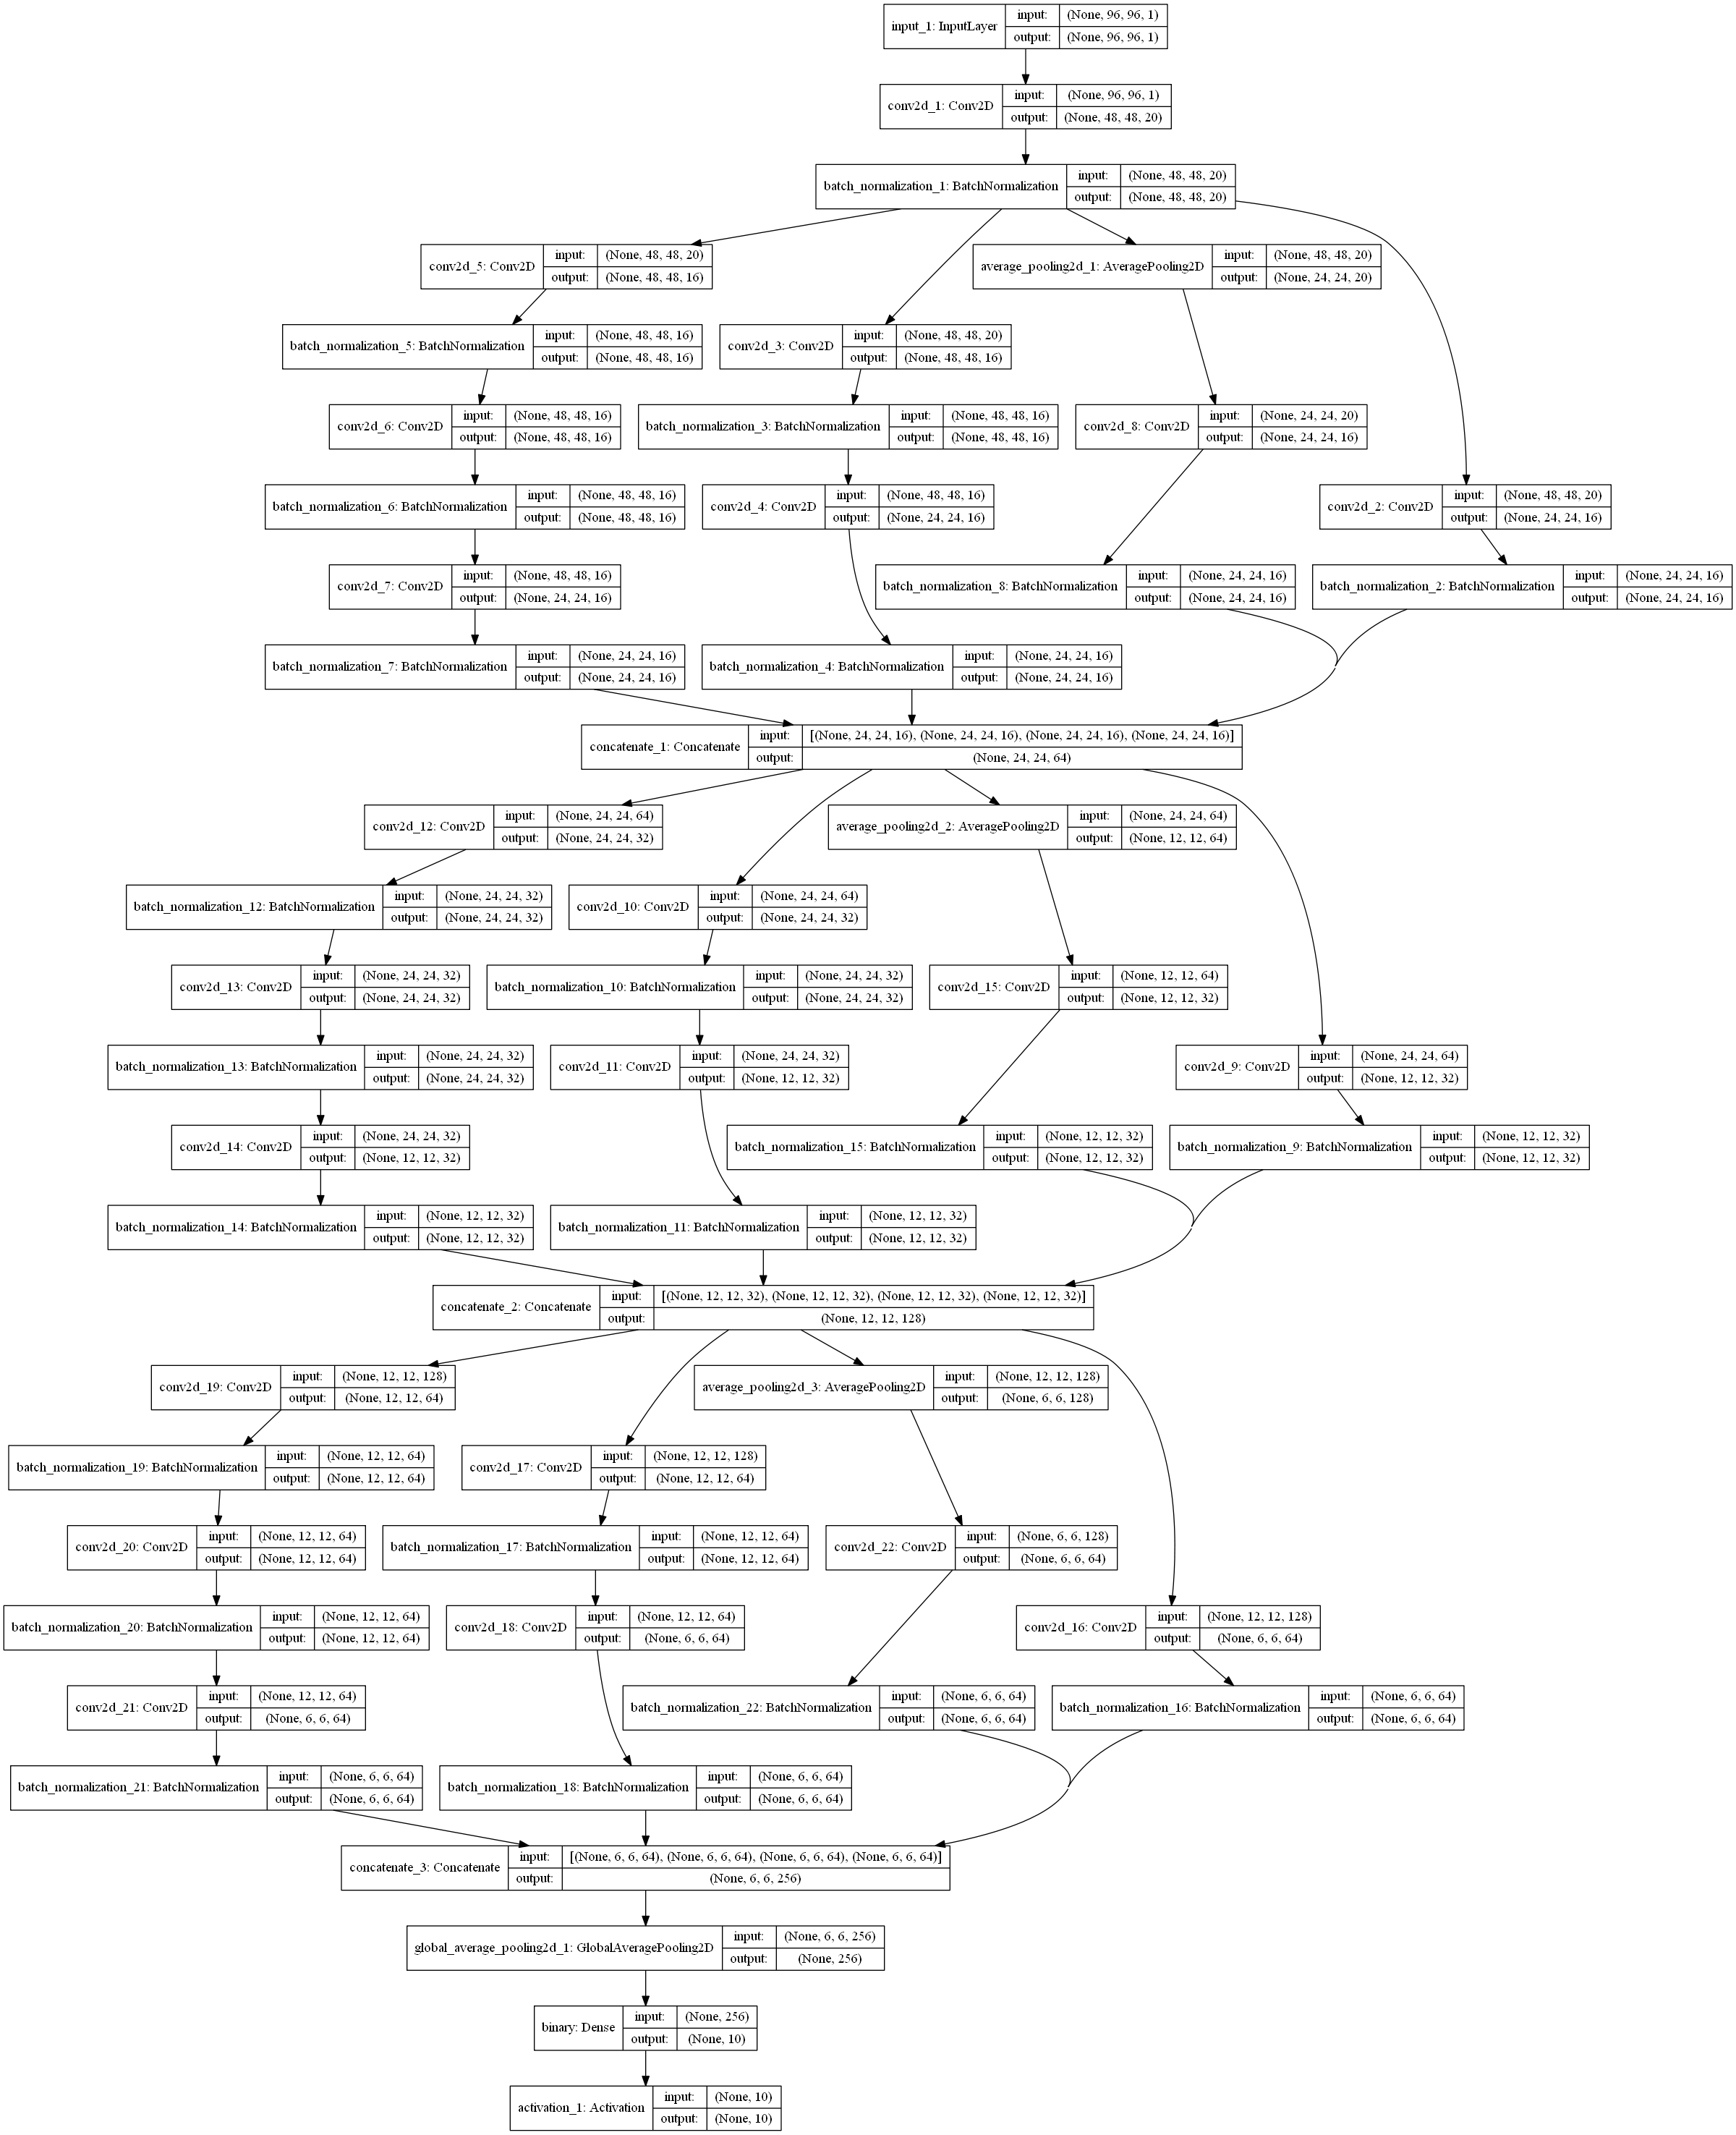 input_1: InputLayer
input: (None, 96, 96, 1)
output: (None, 96, 96, 1)
conv2d_1: Conv2D
input: (None, 96, 96, 1)
output: (None, 48, 48, 20)
batch_normalization_1: BatchNormalization
input: (None, 48, 48, 20)
output: (None, 48, 48, 20)
conv2d_5: Conv2D
input: (None, 48, 48, 20)
output: (None, 48, 48, 16)
average_pooling2d_1: AveragePooling2D
input: (None, 48, 48, 20)
output: (None, 24, 24, 20)
batch_normalization_5: BatchNormalization
input: (None, 48, 48, 16)
output: (None, 48, 48, 16)
conv2d_3: Conv2D
input: (None, 48, 48, 20)
output: (None, 48, 48, 16)
conv2d_6: Conv2D
input: (None, 48, 48, 16)
output: (None, 48, 48, 16)
batch_normalization_3: BatchNormalization
input: (None, 48, 48, 16)
output: (None, 48, 48, 16)
conv2d_8: Conv2D
input: (None, 24, 24, 20)
output: (None, 24, 24, 16)
batch_normalization_6: BatchNormalization
input: (None, 48, 48, 16)
output: (None, 48, 48, 16)
conv2d_4: Conv2D
input: (None, 48, 48, 16)
output: (None, 24, 24, 16)
conv2d_2: Conv2D
input: (None, 48, 48, 20)
output: (None, 24, 24, 16)
conv2d_7: Conv2D
input: (None, 48, 48, 16)
output: (None, 24, 24, 16)
batch_normalization_8: BatchNormalization
input: (None, 24, 24, 16)
output: (None, 24, 24, 16)
batch_normalization_2: BatchNormalization
input: (None, 24, 24, 16)
output: (None, 24, 24, 16)
batch_normalization_7: BatchNormalization
input: (None, 24, 24, 16)
output: (None, 24, 24, 16)
batch_normalization_4: BatchNormalization
input: (None, 24, 24, 16)
output: (None, 24, 24, 16)
concatenate_1: Concatenate
input: [(None, 24, 24, 16), (None, 24, 24, 16), (None, 24, 24, 16), (None, 24, 24, 16)]
output: (None, 24, 24, 64)
conv2d_12: Conv2D
input: (None, 24, 24, 64)
output: (None, 24, 24, 32)
average_pooling2d_2: AveragePooling2D
input: (None, 24, 24, 64)
output: (None, 12, 12, 64)
batch_normalization_12: BatchNormalization
input: (None, 24, 24, 32)
output: (None, 24, 24, 32)
conv2d_10: Conv2D
input: (None, 24, 24, 64)
output: (None, 24, 24, 32)
conv2d_13: Conv2D
input: (None, 24, 24, 32)
output: (None, 24, 24, 32)
batch_normalization_10: BatchNormalization
input: (None, 24, 24, 32)
output: (None, 24, 24, 32)
conv2d_15: Conv2D
input: (None, 12, 12, 64)
output: (None, 12, 12, 32)
batch_normalization_13: BatchNormalization
input: (None, 24, 24, 32)
output: (None, 24, 24, 32)
conv2d_11: Conv2D
input: (None, 24, 24, 32)
output: (None, 12, 12, 32)
conv2d_9: Conv2D
input: (None, 24, 24, 64)
output: (None, 12, 12, 32)
conv2d_14: Conv2D
input: (None, 24, 24, 32)
output: (None, 12, 12, 32)
batch_normalization_15: BatchNormalization
input: (None, 12, 12, 32)
output: (None, 12, 12, 32)
batch_normalization_9: BatchNormalization
input: (None, 12, 12, 32)
output: (None, 12, 12, 32)
batch_normalization_14: BatchNormalization
input: (None, 12, 12, 32)
output: (None, 12, 12, 32)
batch_normalization_11: BatchNormalization
input: (None, 12, 12, 32)
output: (None, 12, 12, 32)
concatenate_2: Concatenate
input: [(None, 12, 12, 32), (None, 12, 12, 32), (None, 12, 12, 32), (None, 12, 12, 32)]
output: (None, 12, 12, 128)
conv2d_19: Conv2D
input: (None, 12, 12, 128)
output: (None, 12, 12, 64)
average_pooling2d_3: AveragePooling2D
input: (None, 12, 12, 128)
output: (None, 6, 6, 128)
batch_normalization_19: BatchNormalization
input: (None, 12, 12, 64)
output: (None, 12, 12, 64)
conv2d_17: Conv2D
input: (None, 12, 12, 128)
output: (None, 12, 12, 64)
conv2d_20: Conv2D
input: (None, 12, 12, 64)
output: (None, 12, 12, 64)
batch_normalization_17: BatchNormalization
input: (None, 12, 12, 64)
output: (None, 12, 12, 64)
conv2d_22: Conv2D
input: (None, 6, 6, 128)
output: (None, 6, 6, 64)
batch_normalization_20: BatchNormalization
input: (None, 12, 12, 64)
output: (None, 12, 12, 64)
conv2d_18: Conv2D
input: (None, 12, 12, 64)
output: (None, 6, 6, 64)
conv2d_16: Conv2D
input: (None, 12, 12, 128)
output: (None, 6, 6, 64)
conv2d_21: Conv2D
input: (None, 12, 12, 64)
output: (None, 6, 6, 64)
batch_normalization_22: BatchNormalization
input: (None, 6, 6, 64)
output: (None, 6, 6, 64)
batch_normalization_16: BatchNormalization
input: (None, 6, 6, 64)
output: (None, 6, 6, 64)
batch_normalization_21: BatchNormalization
input: (None, 6, 6, 64)
output: (None, 6, 6, 64)
batch_normalization_18: BatchNormalization
input: (None, 6, 6, 64)
output: (None, 6, 6, 64)
concatenate_3: Concatenate
input: [(None, 6, 6, 64), (None, 6, 6, 64), (None, 6, 6, 64), (None, 6, 6, 64)]
output: (None, 6, 6, 256)
global_average_pooling2d_1: GlobalAveragePooling2D
input: (None, 6, 6, 256)
output: (None, 256)
binary: Dense
input: (None, 256)
output: (None, 10)
activation_1: Activation
input: (None, 10)
output: (None, 10)